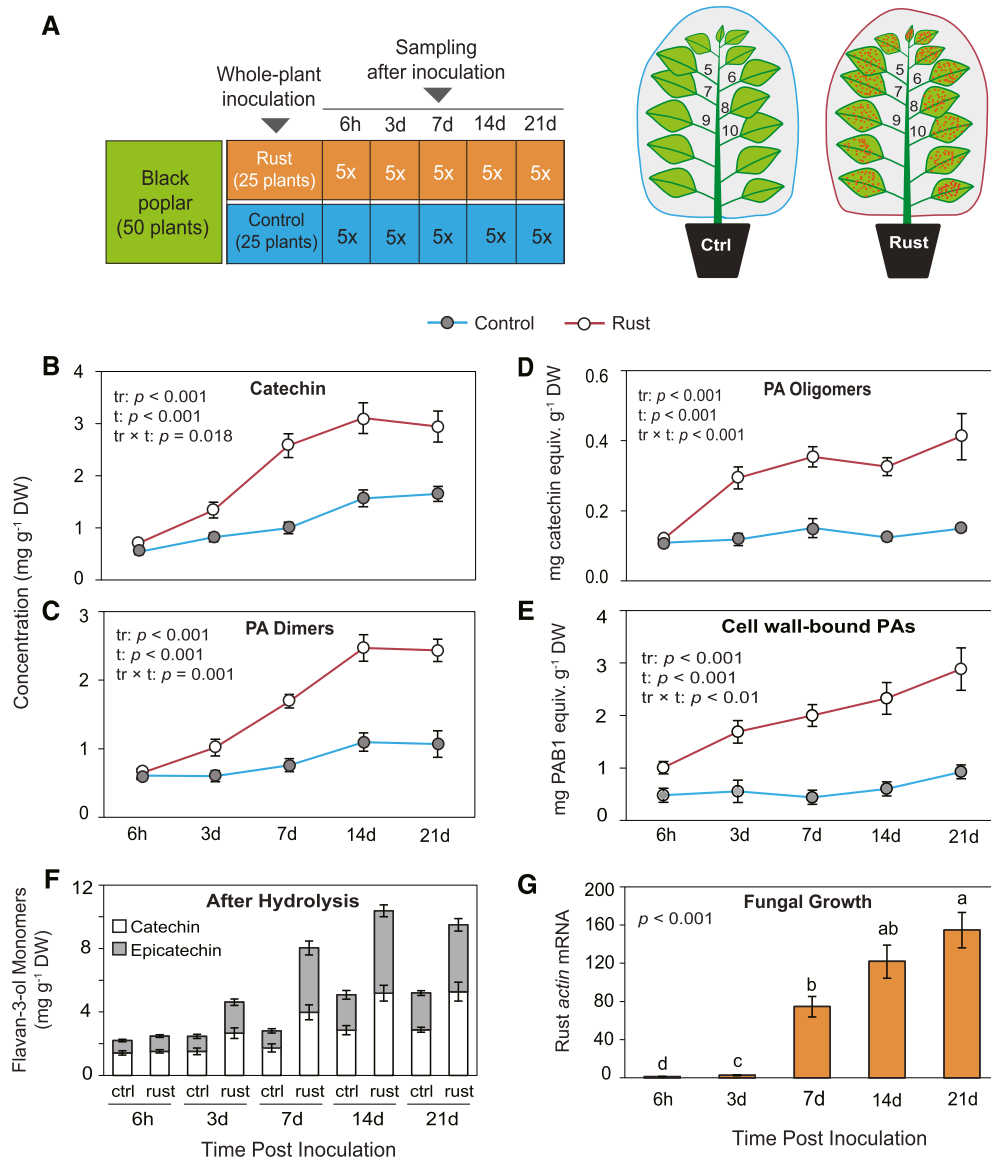 A
Whole-plant
inoculation
Sampling
after inoculation
6h 3d 7d 14d 21d
Black
poplar
(50 plants)
Rust
(25 plants)
5x 5x 5x 5x 5x
Control
(25 plants)
5x 5x 5x 5x 5x
5 6
7 8
9 10
Ctrl
5 6
7 8
9 10
Rust
Control Rust
B
Catechin
tr: p < 0.001
t: p < 0.001
tr × t: p = 0.018
4
3
2
1
0
Concentration (mg g-1 DW)
C
PA Dimers
tr: p < 0.001
t: p < 0.001
tr × t: p = 0.001
3
2
1
0
6h 3d 7d 14d 21d
D
PA Oligomers
tr: p < 0.001
t: p < 0.001
tr × t: p < 0.001
0.6
0.4
0.2
0.0
mg catechin equiv. g-1 DW
E
Cell wall-bound PAs
tr: p < 0.001
t: p < 0.001
tr × t: p < 0.01
4
3
2
1
0
mg PAB1 equiv. g-1 DW
6h 3d 7d 14d 21d
F
After Hydrolysis
Catechin
Epicatechin
12
8
4
0
Flavan-3-ol Monomers
(mg g-1 DW)
ctrl rust ctrl rust ctrl rust ctrl rust ctrl rust
6h 3d 7d 14d 21d
Time Post Inoculation
G
Fungal Growth
p < 0.001
200
160
120
80
40
0
Rust actin mRNA
d c b ab a
6h 3d 7d 14d 21d
Time Post Inoculation